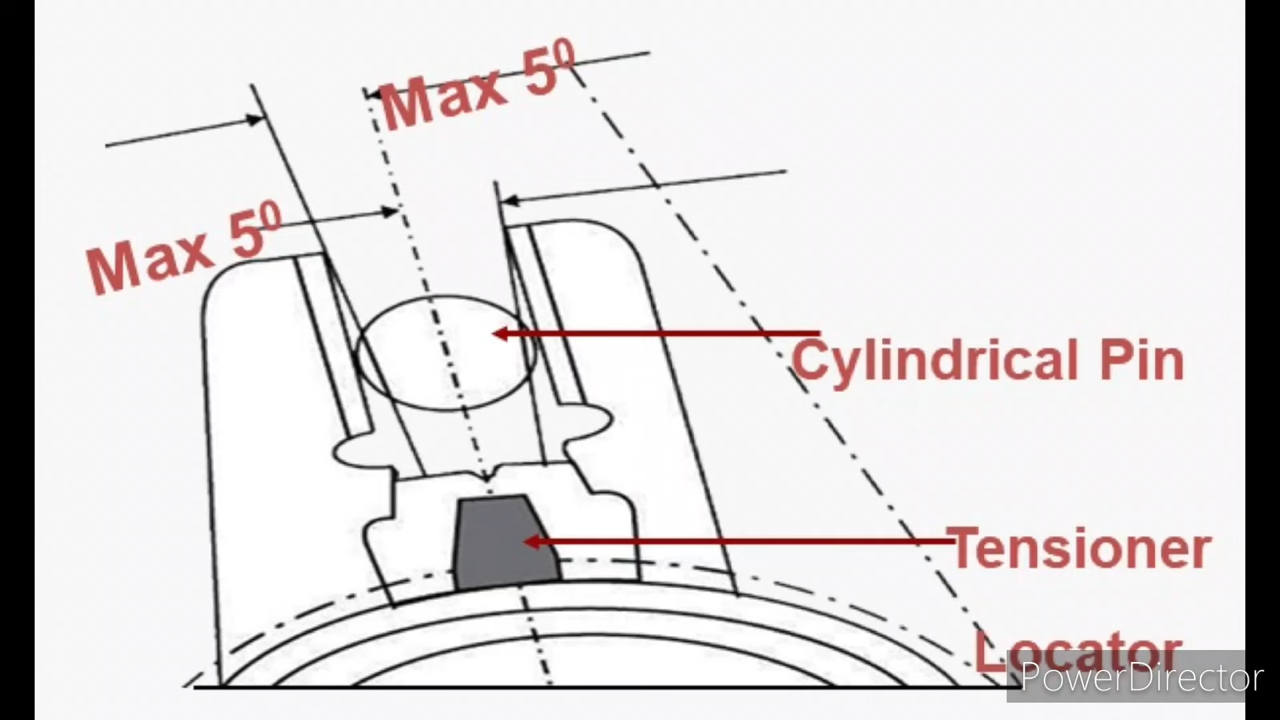 Max 5⁰
Max 5⁰
Cylindrical Pin
Tensioner
Locator
PowerDirector